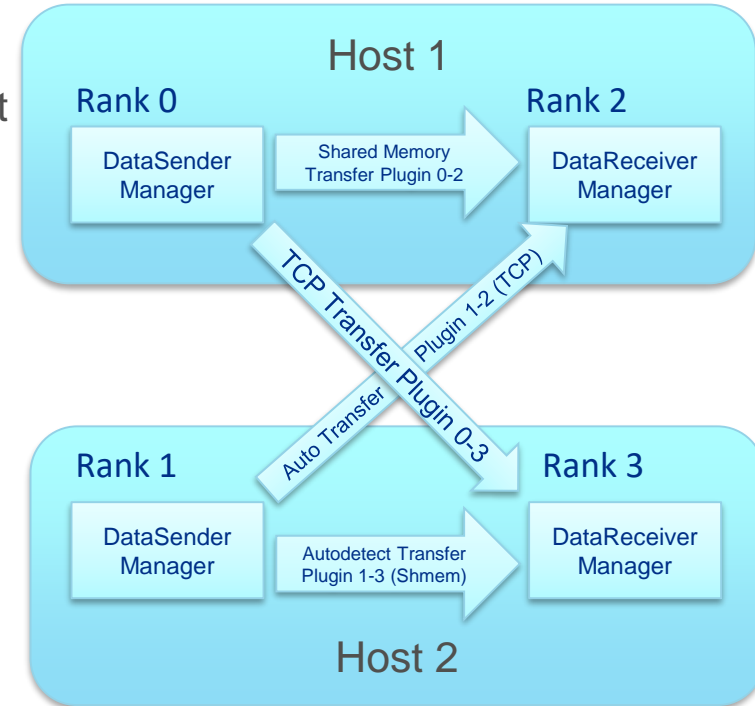 Host 1
t
Rank 0
Rank 2
DataSender
Manager
Shared Memory
Transfer Plugin 0-2
DataReceiver
Manager
TCP Transfer Plugin 0-3
Auto Transfer Plugin 1-2 (TCP)
Rank 1
Rank 3
DataSender
Manager
Autodetect Transfer
Plugin 1-3 (Shmem)
DataReceiver
Manager
Host 2